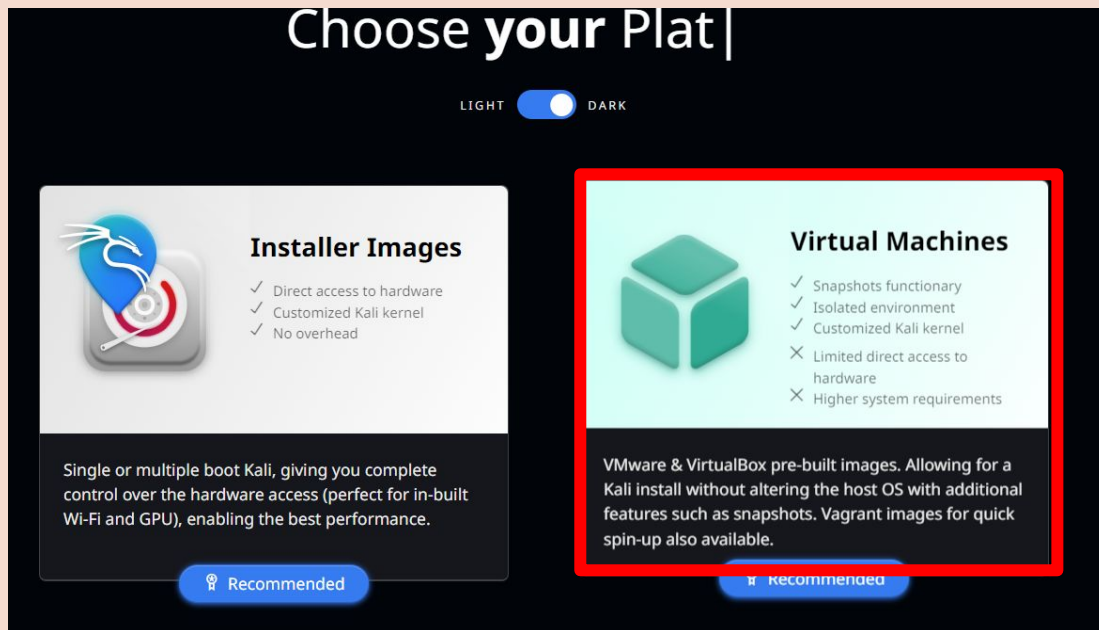 Choose your Plat|
LIGHT
DARK
Installer Images
Direct access to hardware
Customized Kali kernel
No overhead
Single or multiple boot Kali, giving you complete
control over the hardware access (perfect for in-built
Wi-Fi and GPU), enabling the best performance.
Recommended
Virtual Machines
Snapshots functionary
Isolated environment
Customized Kali kernel
Limited direct access to
hardware
Higher system requirements
VMware & VirtualBox pre-built images. Allowing for a
Kali install without altering the host OS with additional
features such as snapshots. Vagrant images for quick
spin-up also available.
Recommended